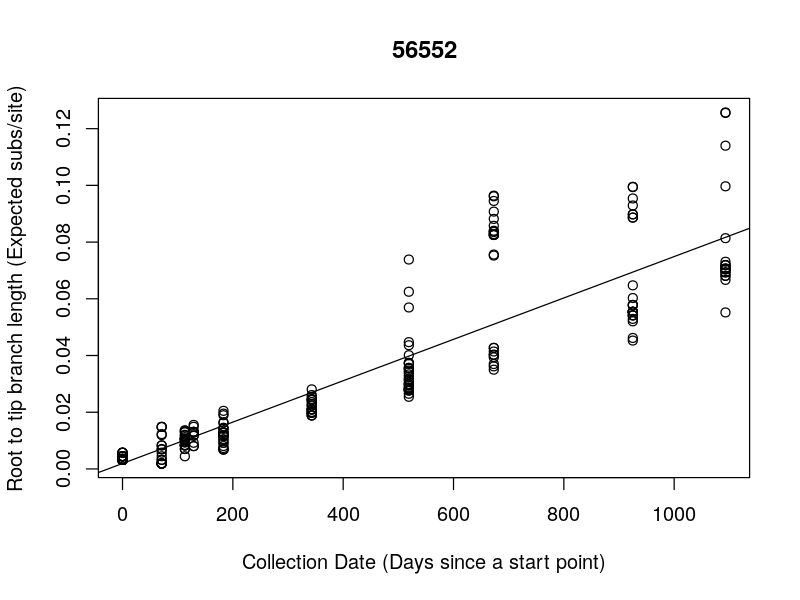 56552
Root to tip branch length (Expected subs/site)
0.12
0.10
0.08
0.06
0.04
0.02
0.00
0 200 400 600 800 1000
Collection Date (Days since a start point)